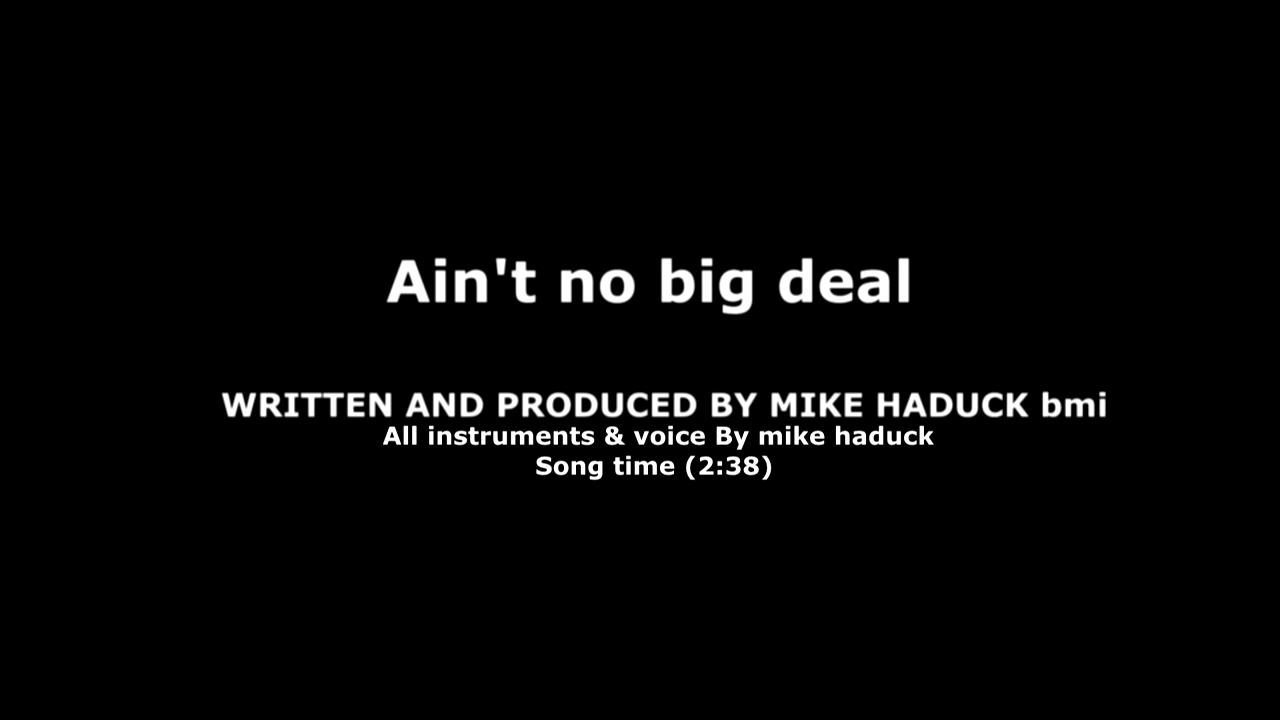 Ain't no big deal
WRITTEN AND PRODUCED BY MIKE HADUCK bmi
All instruments & voice By mike haduck
Song time (2:38)